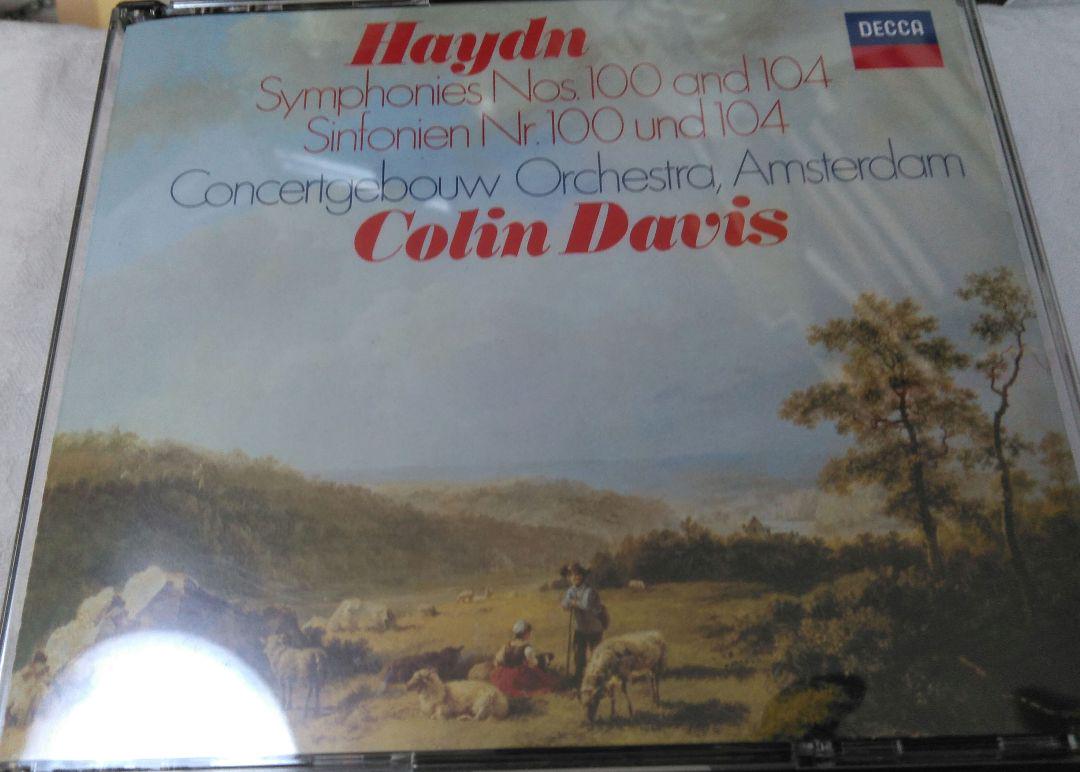 Haydn
DECCA
Symphonies Nos. 100 and 104
Sinfonien Nr. 100 und 104
Concertgebouw Orchestra, Amsterdam
Colin Davis